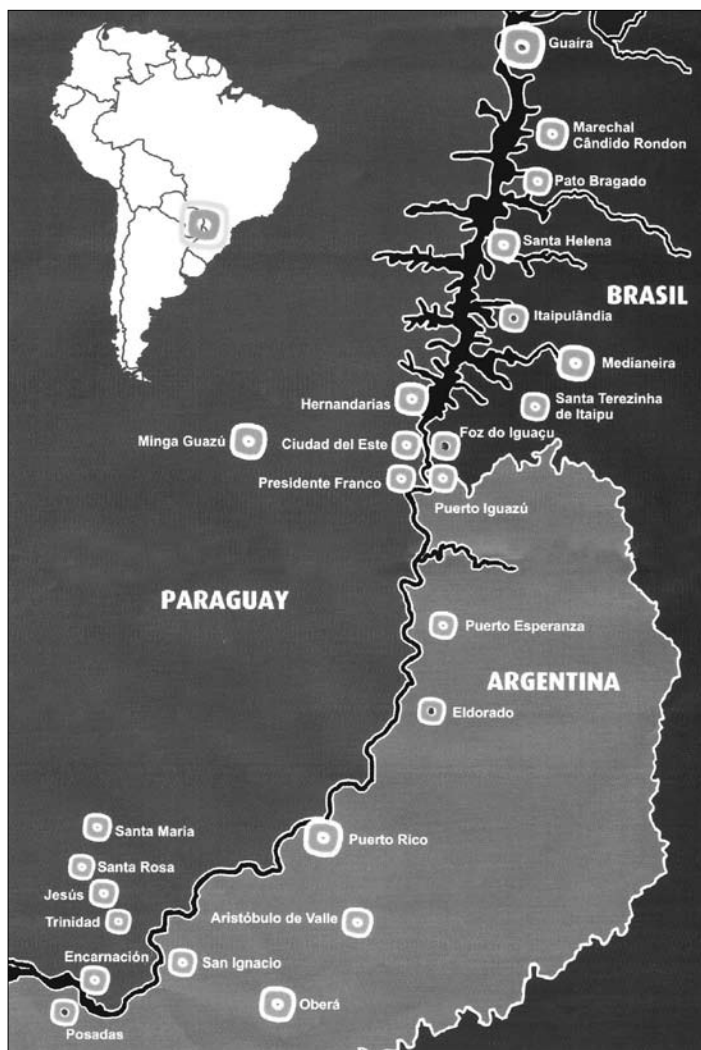 Guaíra
Marechal
Cândido Rondon
Pato Bragado
Santa Helena
BRASIL
Itaipulândia
Medianeira
Hernandarias
Santa Terezinha
de Itaipu
Minga Guazú
Ciudad del Este
Foz do Iguaçu
Presidente Franco
Puerto Iguazú
PARAGUAY
Puerto Esperanza
ARGENTINA
Eldorado
Santa Maria
Puerto Rico
Santa Rosa
Jesús
Trinidad
Aristóbulo de Valle
Encarnación
San Ignacio
Oberá
Posadas